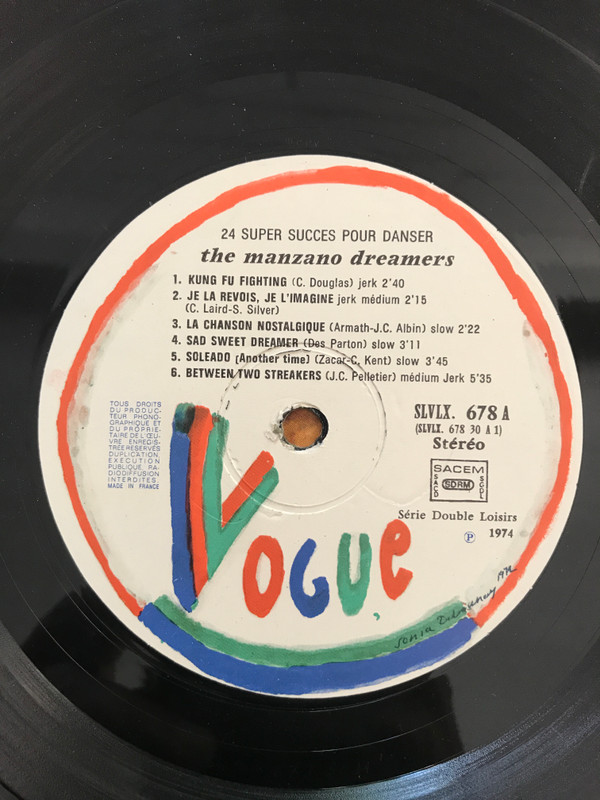 24 SUPER SUCCES POUR DANSER
the manzano dreamers
1. KUNG FU FIGHTING (C. Douglas) jerk 2'40
2. JE LA REVOIS, JE L'IMAGINE jerk médium 2'15
(C. Laird-S. Silver)
3. LA CHANSON NOSTALGIQUE (Armath-J.C. Albin) slow 2'22
4. SAD SWEET DREAMER (Des Parton) slow 3'11
5. SOLEADO [Another time] (Zacar-C. Kent) slow 3'45
6. BETWEEN TWO STREAKERS (J.C. Pelletier) médium Jerk 5'35
TOUS DROITS
DU PRODUC-
TEUR PHONO-
GRAPHIQUE ET
DU PROPRIE-
TAIRE DE L'ŒU-
VRE ENREGIS-
TRÉE RESERVÉS
DUPLICATION,
EXECUTION
PUBLIQUE, RA-
DIODIFFUSION
INTERDITES.
MADE IN FRANCE
SLVLX. 678 A
(SLVLX. 678 30 A 1)
Stéréo
SACEM
SACD SDRM SGDL
Série Double Loisirs
Ⓟ 1974
VOGUE
sonia Delaunay 1972